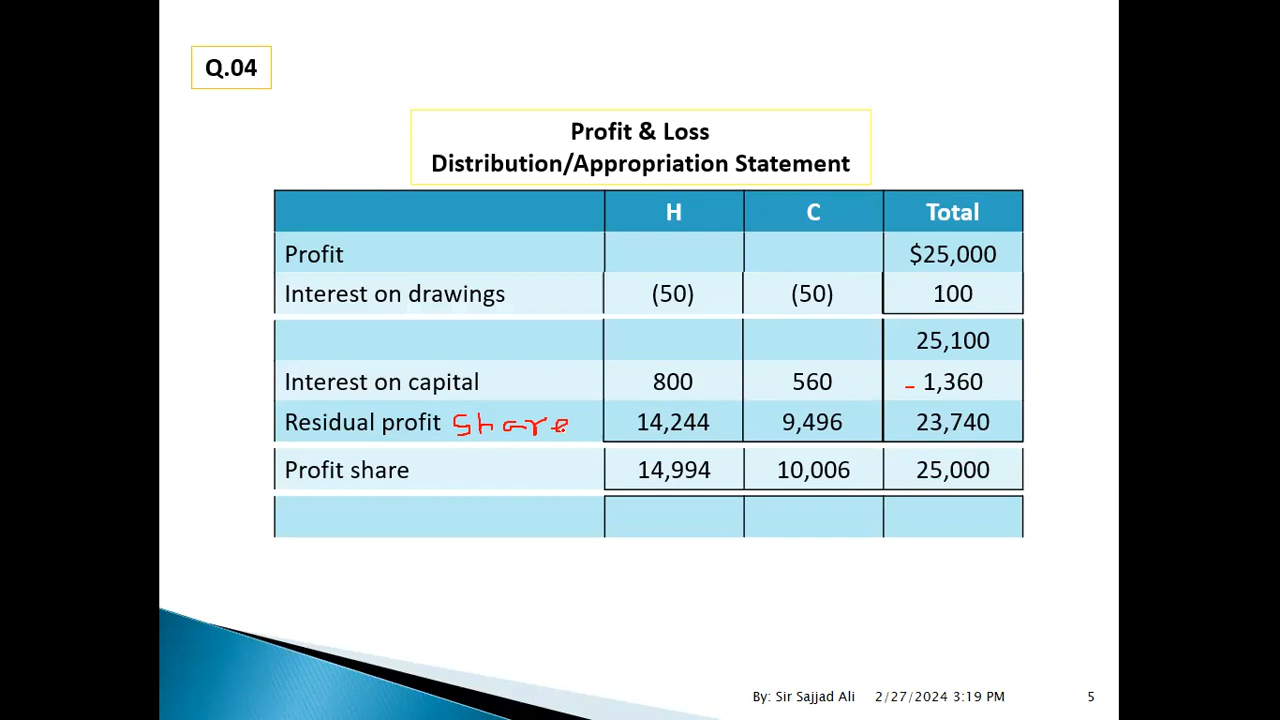 Q.04
Profit & Loss
Distribution/Appropriation Statement
H C Total
Profit $25,000
Interest on drawings (50) (50) 100
25,100
Interest on capital 800 560 - 1,360
Residual profit share 14,244 9,496 23,740
Profit share 14,994 10,006 25,000
By: Sir Sajjad Ali 2/27/2024 3:19 PM 5